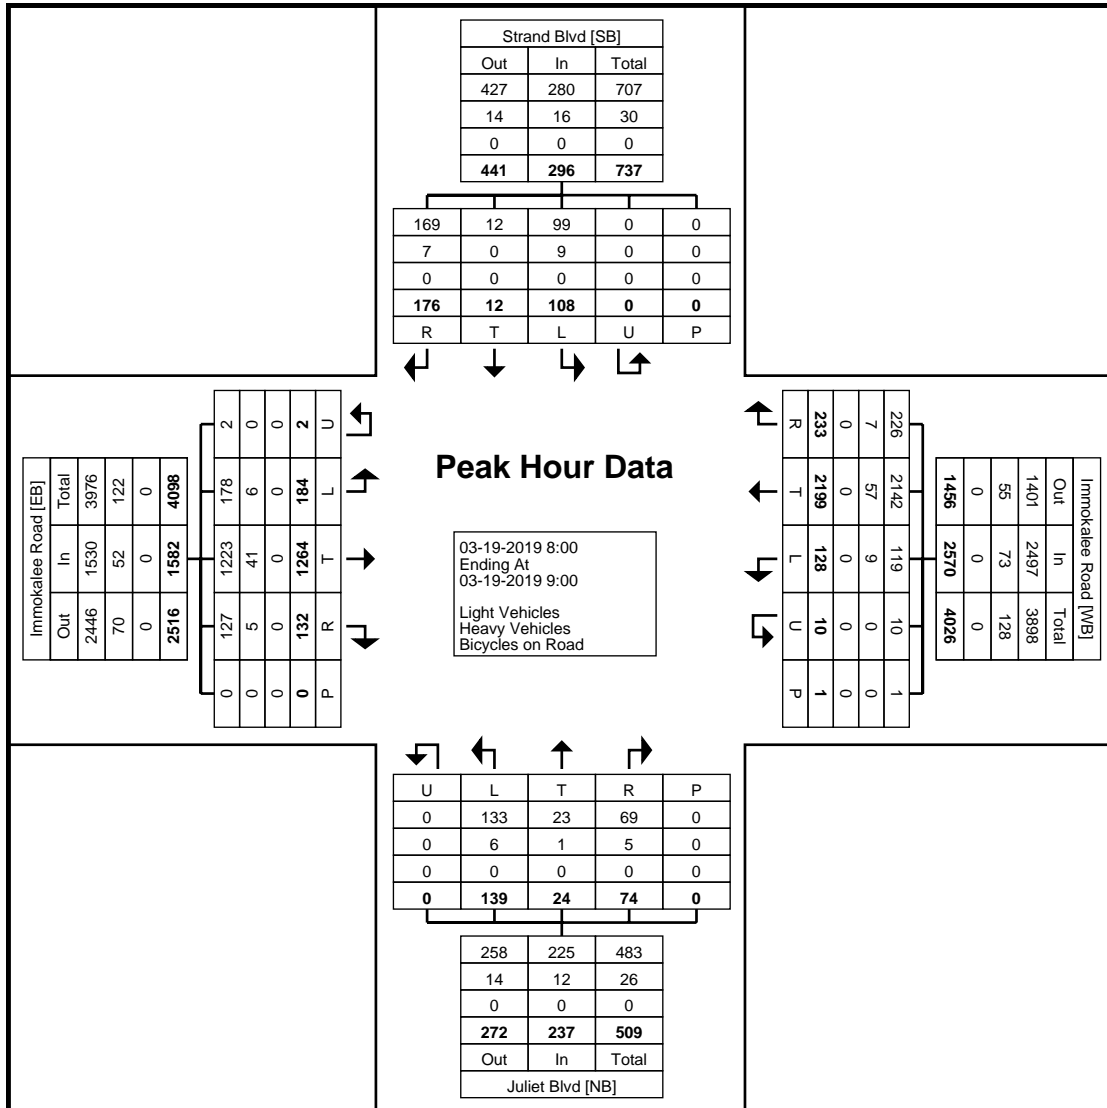 Strand Blvd [SB]
Out In Total
427 280 707
14 16 30
0 0 0
441 296 737
169 12 99 0 0
7 0 9 0 0
0 0 0 0 0
176 12 108 0 0
R T L U P
Immokalee Road [EB]
Total 3976 122 0 4098
In 1530 52 0 1582
Out 2446 70 0 2516
2 0 0 2 U
178 6 0 184 L
1223 41 0 1264 T
127 5 0 132 R
0 0 0 0 P
Peak Hour Data
03-19-2019 8:00
Ending At
03-19-2019 9:00
Light Vehicles
Heavy Vehicles
Bicycles on Road
R 233 0 7 226
T 2199 0 57 2142
L 128 0 9 119
U 10 0 0 10
P 1 0 0 1
1456 0 55 1401 Out
2570 0 73 2497 In
4026 0 128 3898 Total
Immokalee Road [WB]
U L T R P
0 133 23 69 0
0 6 1 5 0
0 0 0 0 0
0 139 24 74 0
258 225 483
14 12 26
0 0 0
272 237 509
Out In Total
Juliet Blvd [NB]